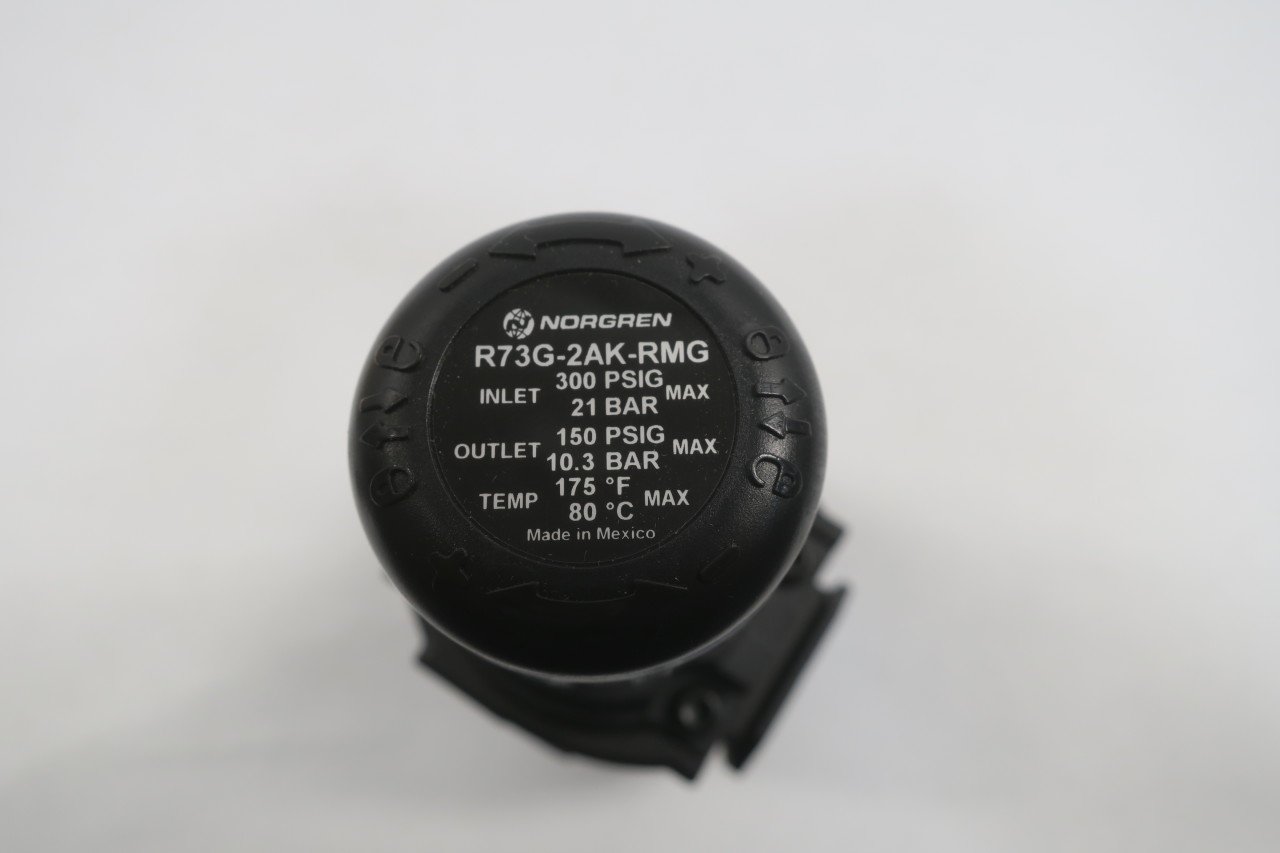 NORGREN
R73G-2AK-RMG
INLET 300 PSIG MAX
21 BAR
OUTLET 150 PSIG MAX
10.3 BAR
TEMP 175 °F MAX
80 °C
Made in Mexico